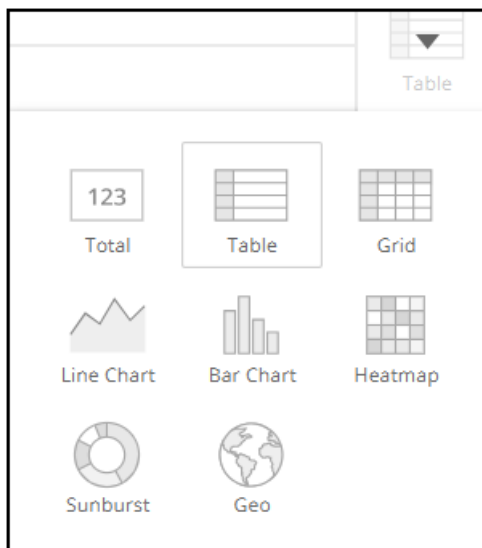 Table
123
Total Table Grid
Line Chart Bar Chart Heatmap
Sunburst Geo